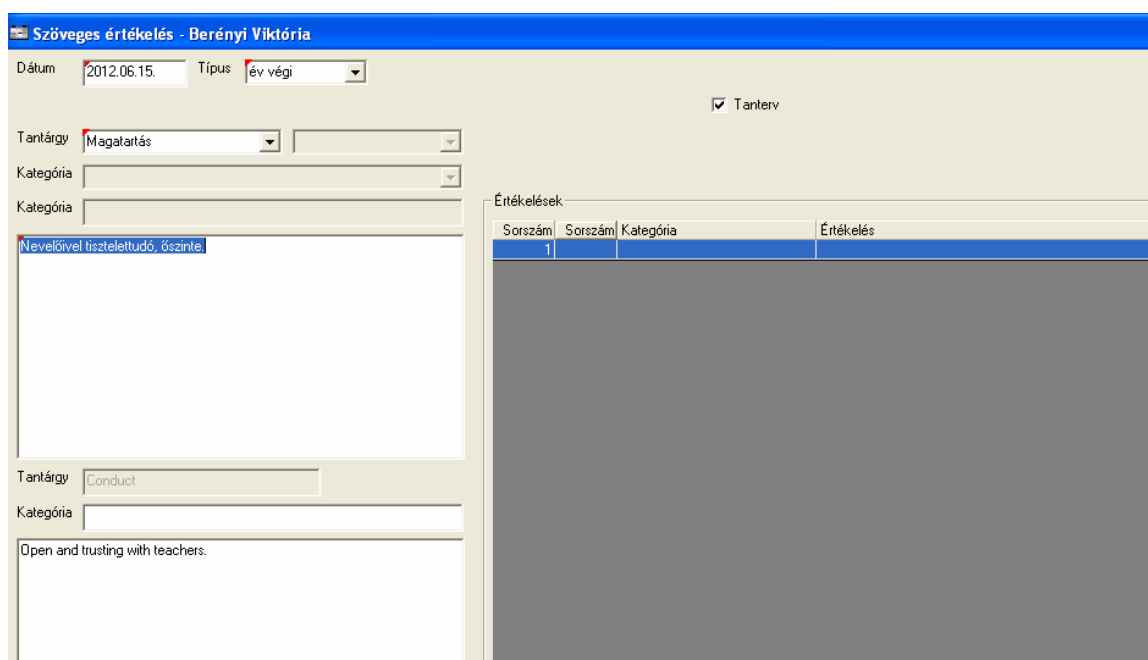 Szöveges értékelés - Berényi Viktória
Dátum 2012.06.15. Típus év végi
Tanterv
Tantárgy Magatartás
Kategória
Kategória
Nevelőivel tisztelettudó, őszinte.
Értékelések
Sorszám Sorszám Kategória Értékelés
1
Tantárgy Conduct
Kategória
Open and trusting with teachers.